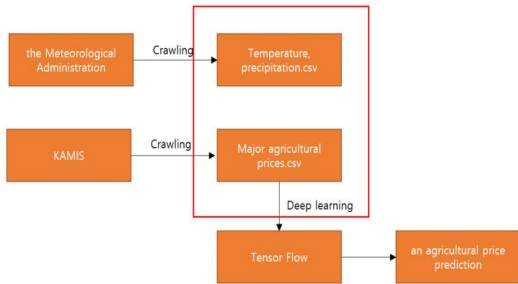 the Meteorological
Administration
Crawling
Temperature,
precipitation.csv
KAMIS
Crawling
Major agricultural
prices.csv
Deep learning
Tensor Flow
an agricultural price
prediction